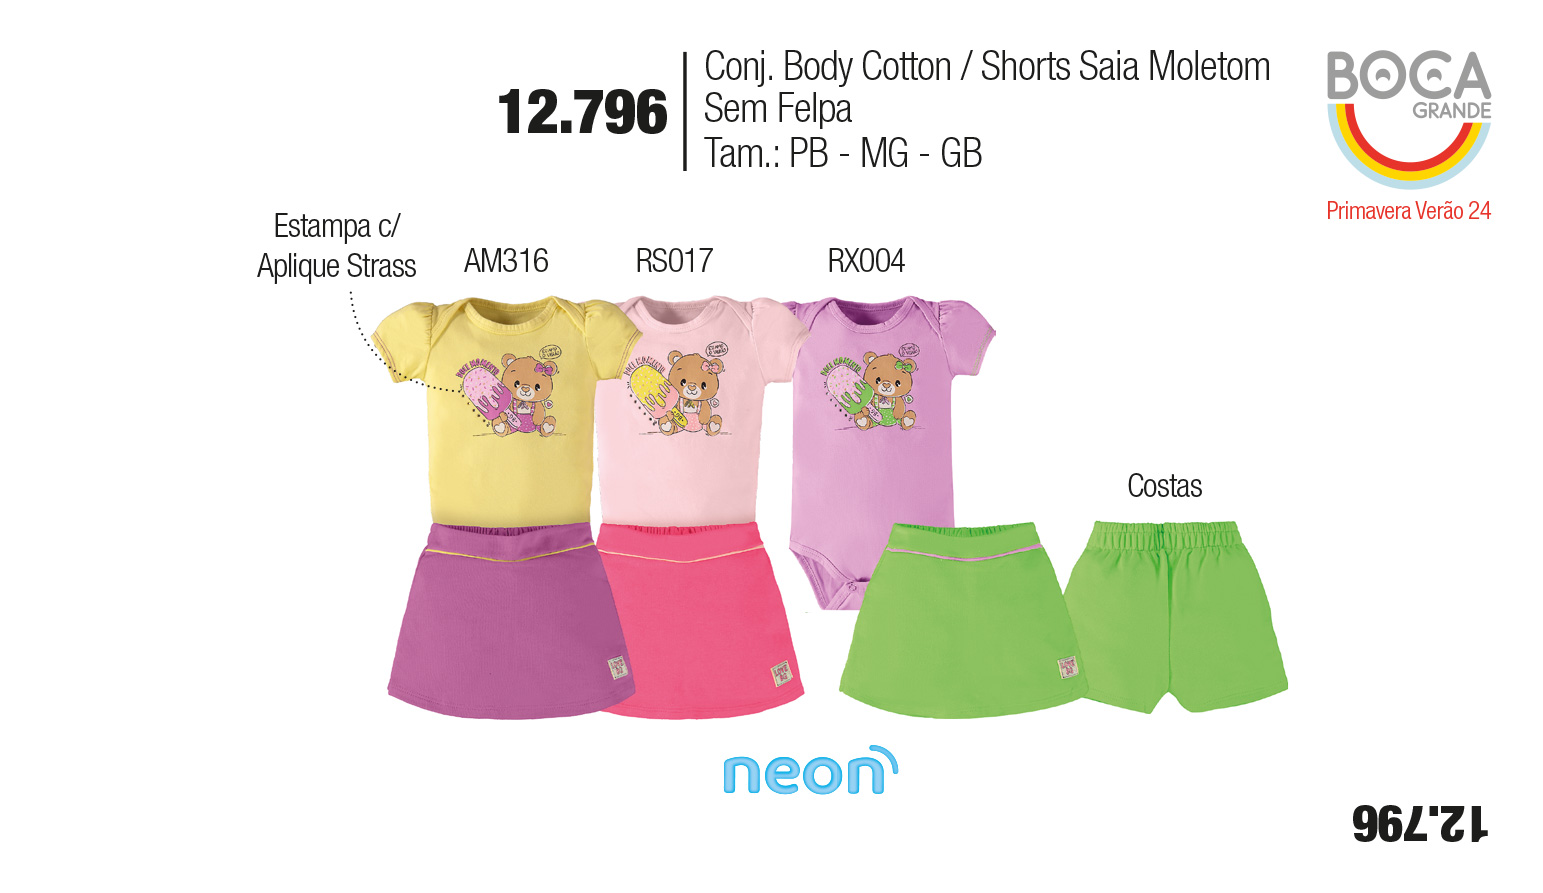 12.796
Conj. Body Cotton / Shorts Saia Moletom
Sem Felpa
Tam.: PB - MG - GB
BOCA
GRANDE
Primavera Verão 24
Estampa c/
Aplique Strass
AM316
RS017
RX004
Costas
neon
12.796